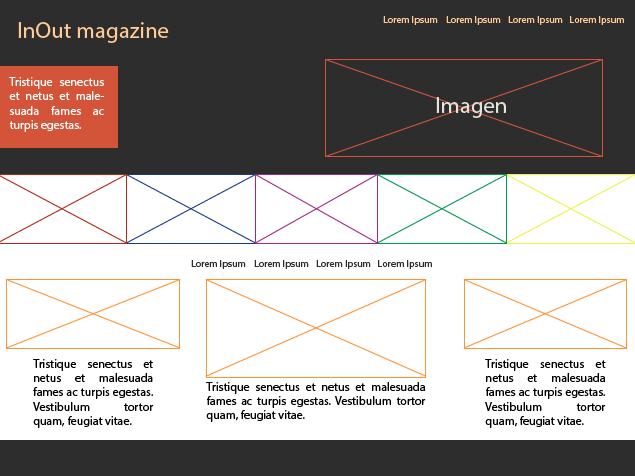 InOut magazine
Lorem Ipsum Lorem Ipsum Lorem Ipsum Lorem Ipsum
Tristique senectus
et netus et male-
suada fames ac
turpis egestas.
Imagen
Lorem Ipsum Lorem Ipsum Lorem Ipsum Lorem Ipsum
Tristique senectus et
netus et malesuada
fames ac turpis egestas.
Vestibulum tortor
quam, feugiat vitae.
Tristique senectus et netus et malesuada
fames ac turpis egestas. Vestibulum tortor
quam, feugiat vitae.
Tristique senectus et
netus et malesuada
fames ac turpis egestas.
Vestibulum tortor
quam, feugiat vitae.